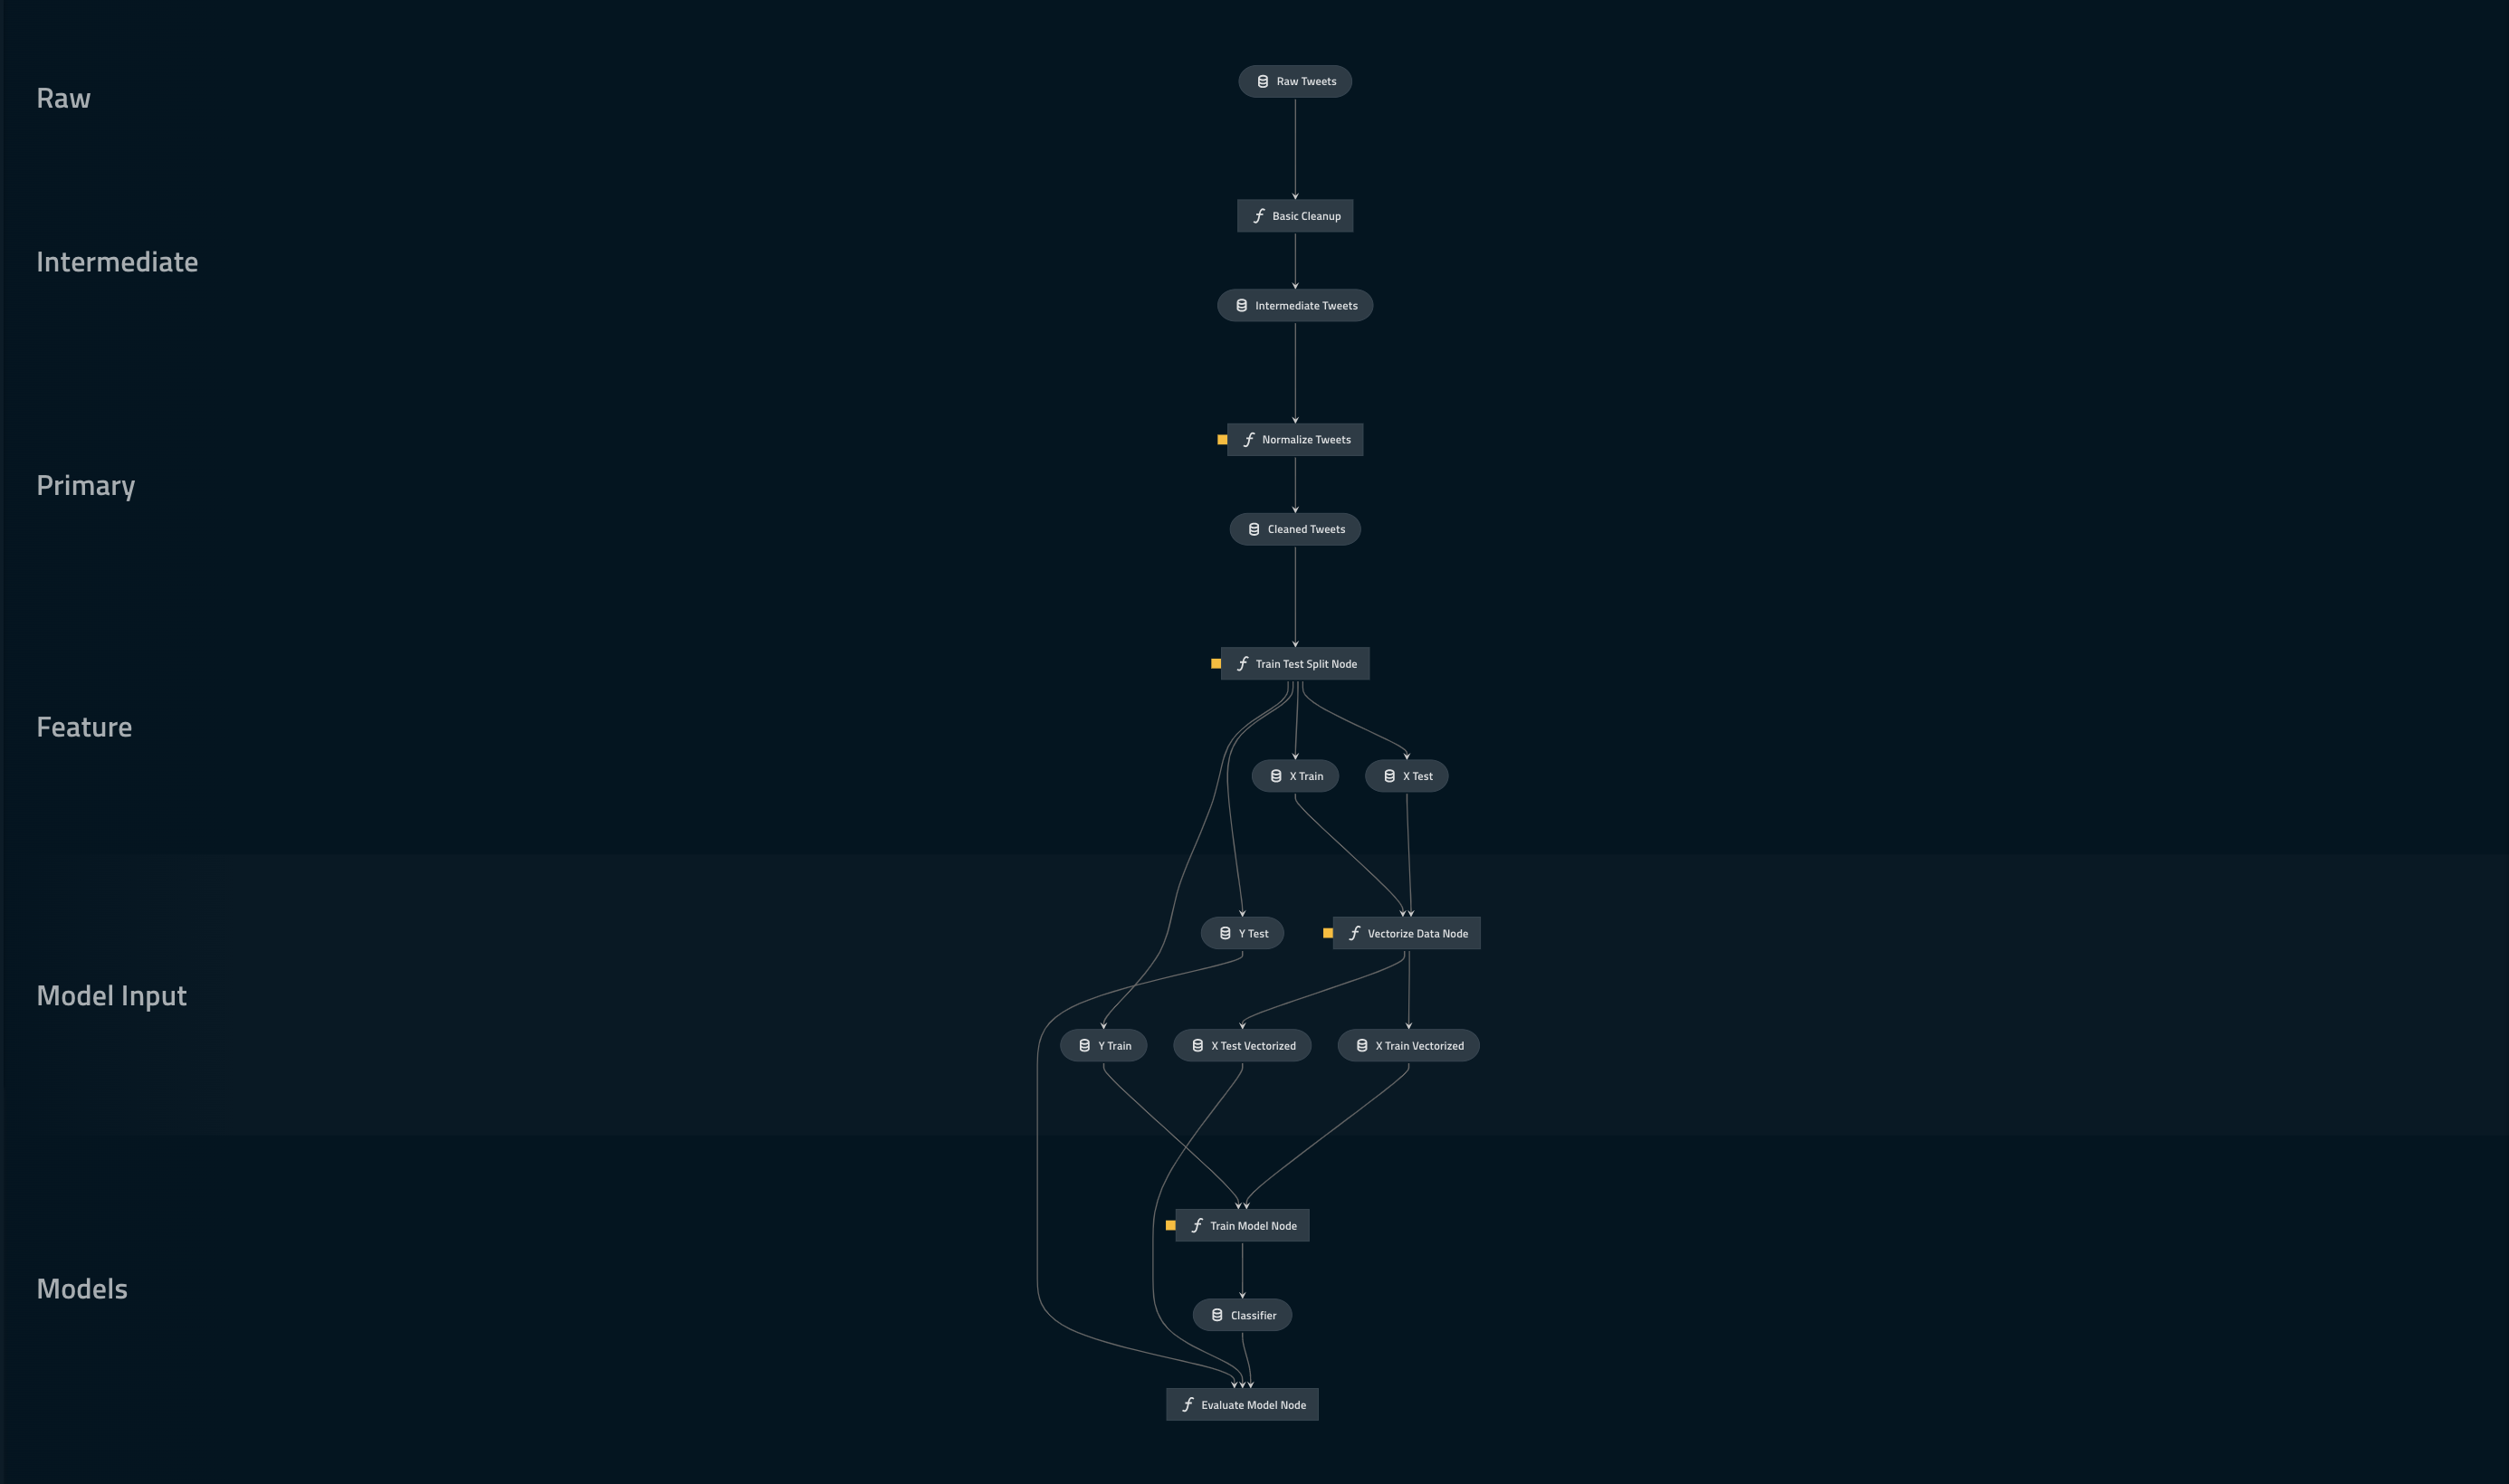 Raw
Raw Tweets
Basic Cleanup
Intermediate
Intermediate Tweets
Normalize Tweets
Primary
Cleaned Tweets
Train Test Split Node
Feature
X Train
X Test
Y Test
Vectorize Data Node
Model Input
Y Train
X Test Vectorized
X Train Vectorized
Train Model Node
Models
Classifier
Evaluate Model Node